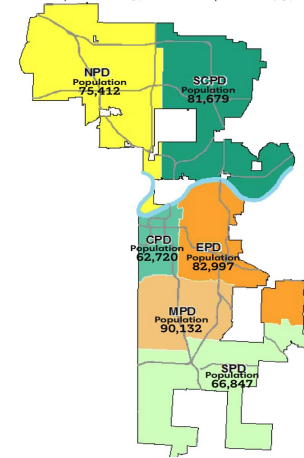 NPD
Population
75,412
SCPD
Population
81,679
CPD
Population
62,720
EPD
Population
82,997
MPD
Population
90,132
SPD
Population
66,847